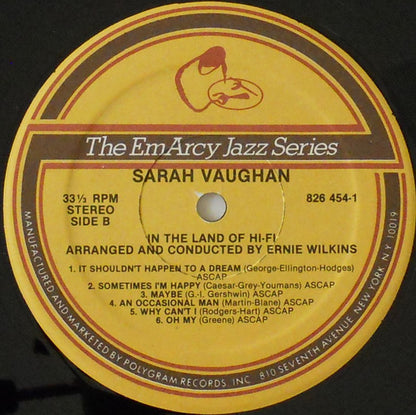 The EmArcy Jazz Series
SARAH VAUGHAN
33⅓ RPM
STEREO
SIDE B
826 454-1
IN THE LAND OF HI-FI
ARRANGED AND CONDUCTED BY ERNIE WILKINS
1. IT SHOULDN'T HAPPEN TO A DREAM (George-Ellington-Hodges)
ASCAP
2. SOMETIMES I'M HAPPY (Caesar-Grey-Youmans) ASCAP
3. MAYBE (G.-I. Gershwin) ASCAP
4. AN OCCASIONAL MAN (Martin-Blane) ASCAP
5. WHY CAN'T I (Rodgers-Hart) ASCAP
6. OH MY (Greene) ASCAP
MANUFACTURED AND MARKETED BY POLYGRAM RECORDS, INC. 810 SEVENTH AVENUE, NEW YORK, N.Y. 10019